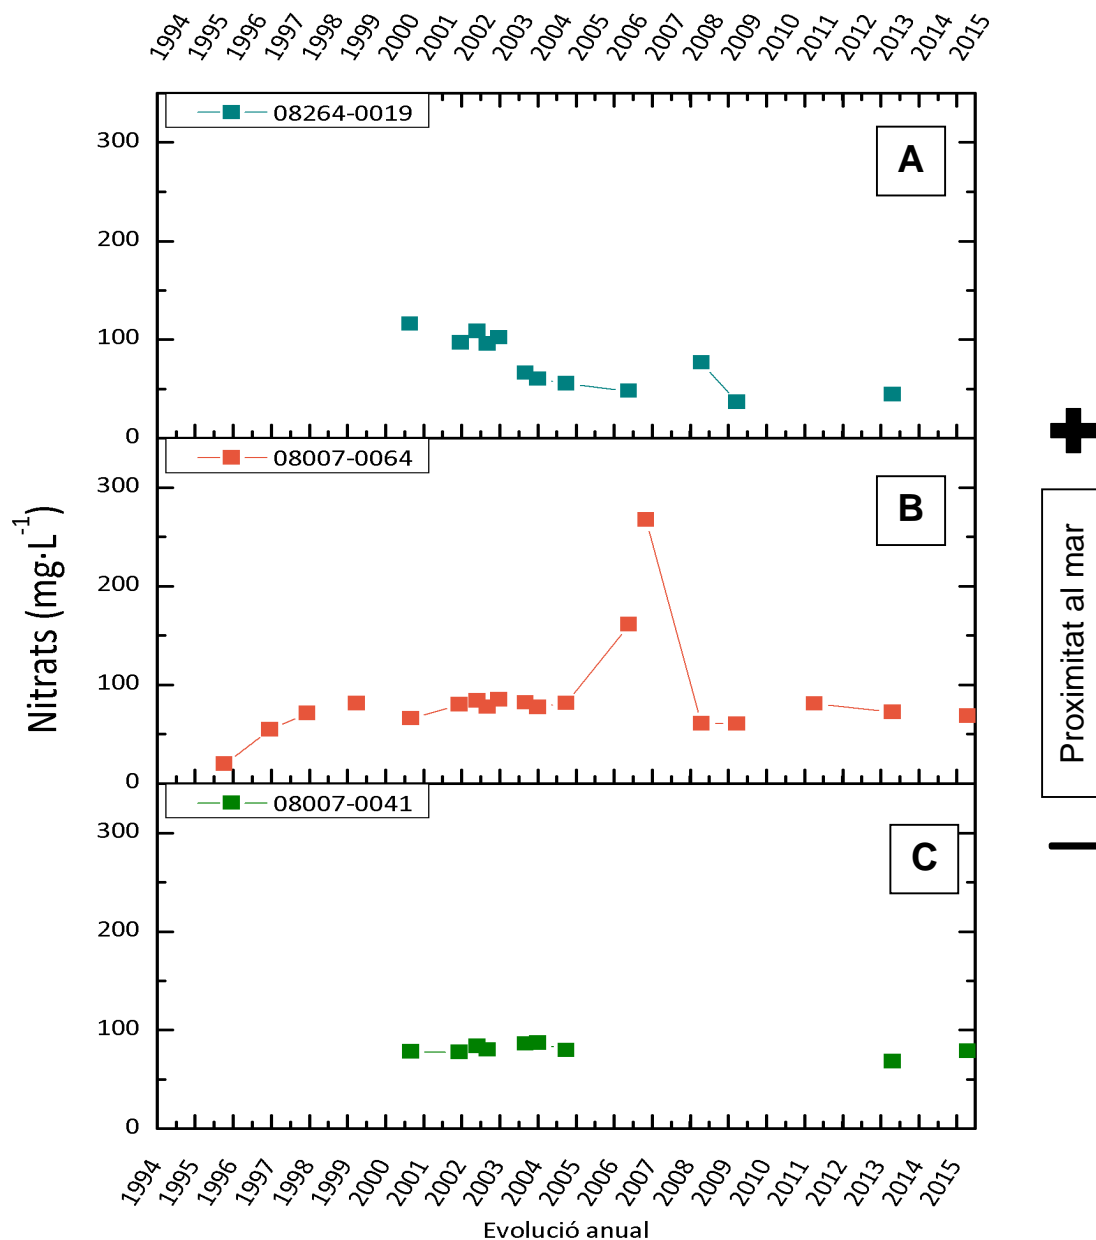 1994 1995 1996 1997 1998 1999 2000 2001 2002 2003 2004 2005 2006 2007 2008 2009 2010 2011 2012 2013 2014 2015
08264-0019
A
300
200
100
0
08007-0064
B
300
200
100
0
08007-0041
C
300
200
100
0
Nitrats (mg·L⁻¹)
+
Proximitat al mar
–
1994 1995 1996 1997 1998 1999 2000 2001 2002 2003 2004 2005 2006 2007 2008 2009 2010 2011 2012 2013 2014 2015
Evolució anual